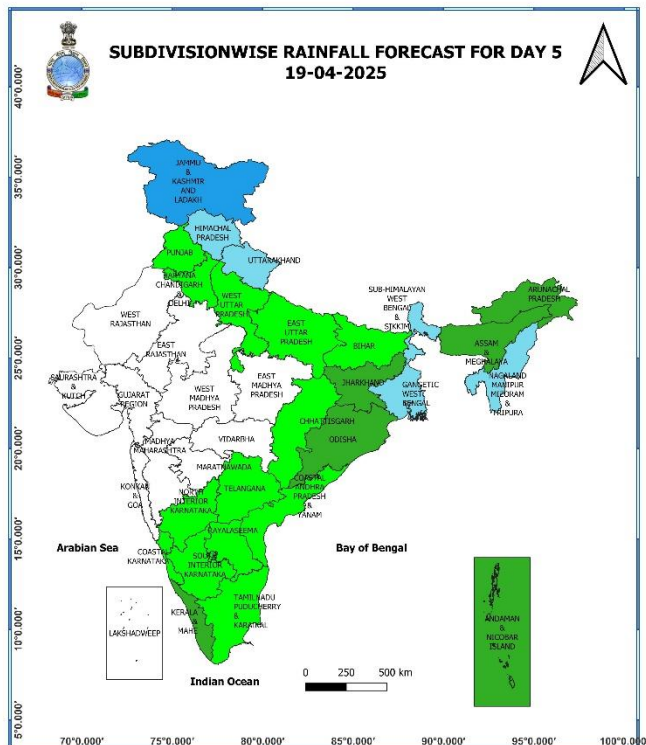 SUBDIVISIONWISE RAINFALL FORECAST FOR DAY 5
19-04-2025
40°0.000'
35°0.000'
30°0.000'
25°0.000'
20°0.000'
15°0.000'
10°0.000'
5°0.000'
JAMMU
&
KASHMIR
AND
LADAKH
HIMACHAL
PRADESH
UTTARAKHAND
PUNJAB
CHANDIGARH
&
DELHI
WEST
UTTAR
PRADESH
WEST
RAJASTHAN
EAST
RAJASTHAN
EAST
UTTAR
PRADESH
BIHAR
SUB-HIMALAYAN
WEST
BENGAL
&
SIKKIM
ARUNACHAL
PRADESH
ASSAM
&
MEGHALAYA
NAGALAND
MANIPUR
MIZORAM
&
TRIPURA
SAURASHTRA
&
KUTCH
GUJARAT
REGION
WEST
MADHYA
PRADESH
EAST
MADHYA
PRADESH
JHARKHAND
GANGETIC
WEST
BENGAL
CHHATTISGARH
ODISHA
VIDARBHA
MADHYA
MAHARASHTRA
MARATHWADA
KONKAN
&
GOA
NORTH
INTERIOR
KARNATAKA
TELANGANA
COASTAL
ANDHRA
PRADESH
&
YANAM
RAYALASEEMA
COASTAL
KARNATAKA
SOUTH
INTERIOR
KARNATAKA
TAMILNADU
PUDUCHERRY
&
KARAIKAL
KERALA
&
MAHE
LAKSHADWEEP
ANDAMAN
&
NICOBAR
ISLAND
Arabian Sea
Bay of Bengal
Indian Ocean
0 250 500 km
70°0.000' 75°0.000' 80°0.000' 85°0.000' 90°0.000' 95°0.000' 100°0.000'